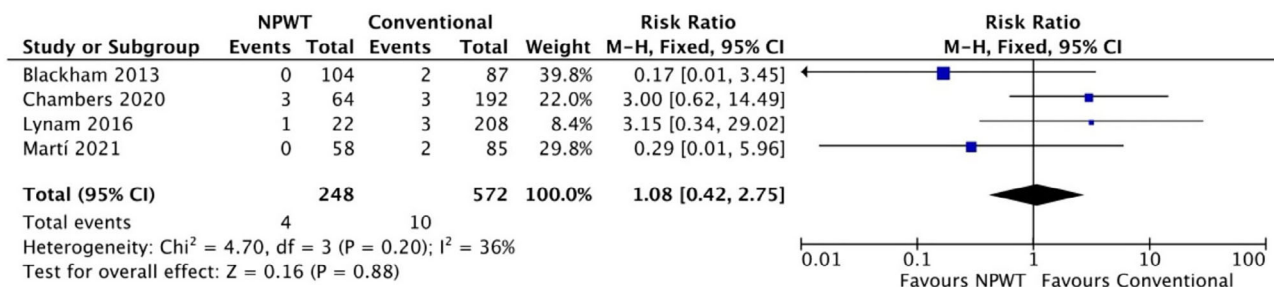 NPWT Conventional Risk Ratio Risk Ratio
Study or Subgroup Events Total Events Total Weight M-H, Fixed, 95% CI M-H, Fixed, 95% CI
Blackham 2013 0 104 2 87 39.8% 0.17 [0.01, 3.45]
Chambers 2020 3 64 3 192 22.0% 3.00 [0.62, 14.49]
Lynam 2016 1 22 3 208 8.4% 3.15 [0.34, 29.02]
Martí 2021 0 58 2 85 29.8% 0.29 [0.01, 5.96]
Total (95% CI) 248 572 100.0% 1.08 [0.42, 2.75]
Total events 4 10
Heterogeneity: Chi² = 4.70, df = 3 (P = 0.20); I² = 36%
Test for overall effect: Z = 0.16 (P = 0.88)
0.01 0.1 1 10 100
Favours NPWT Favours Conventional